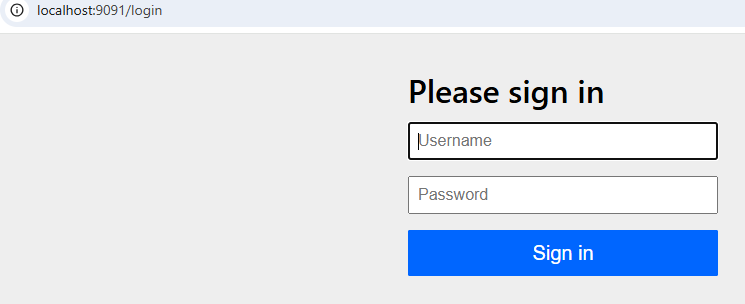 localhost:9091/login
Please sign in
Username
Password
Sign in